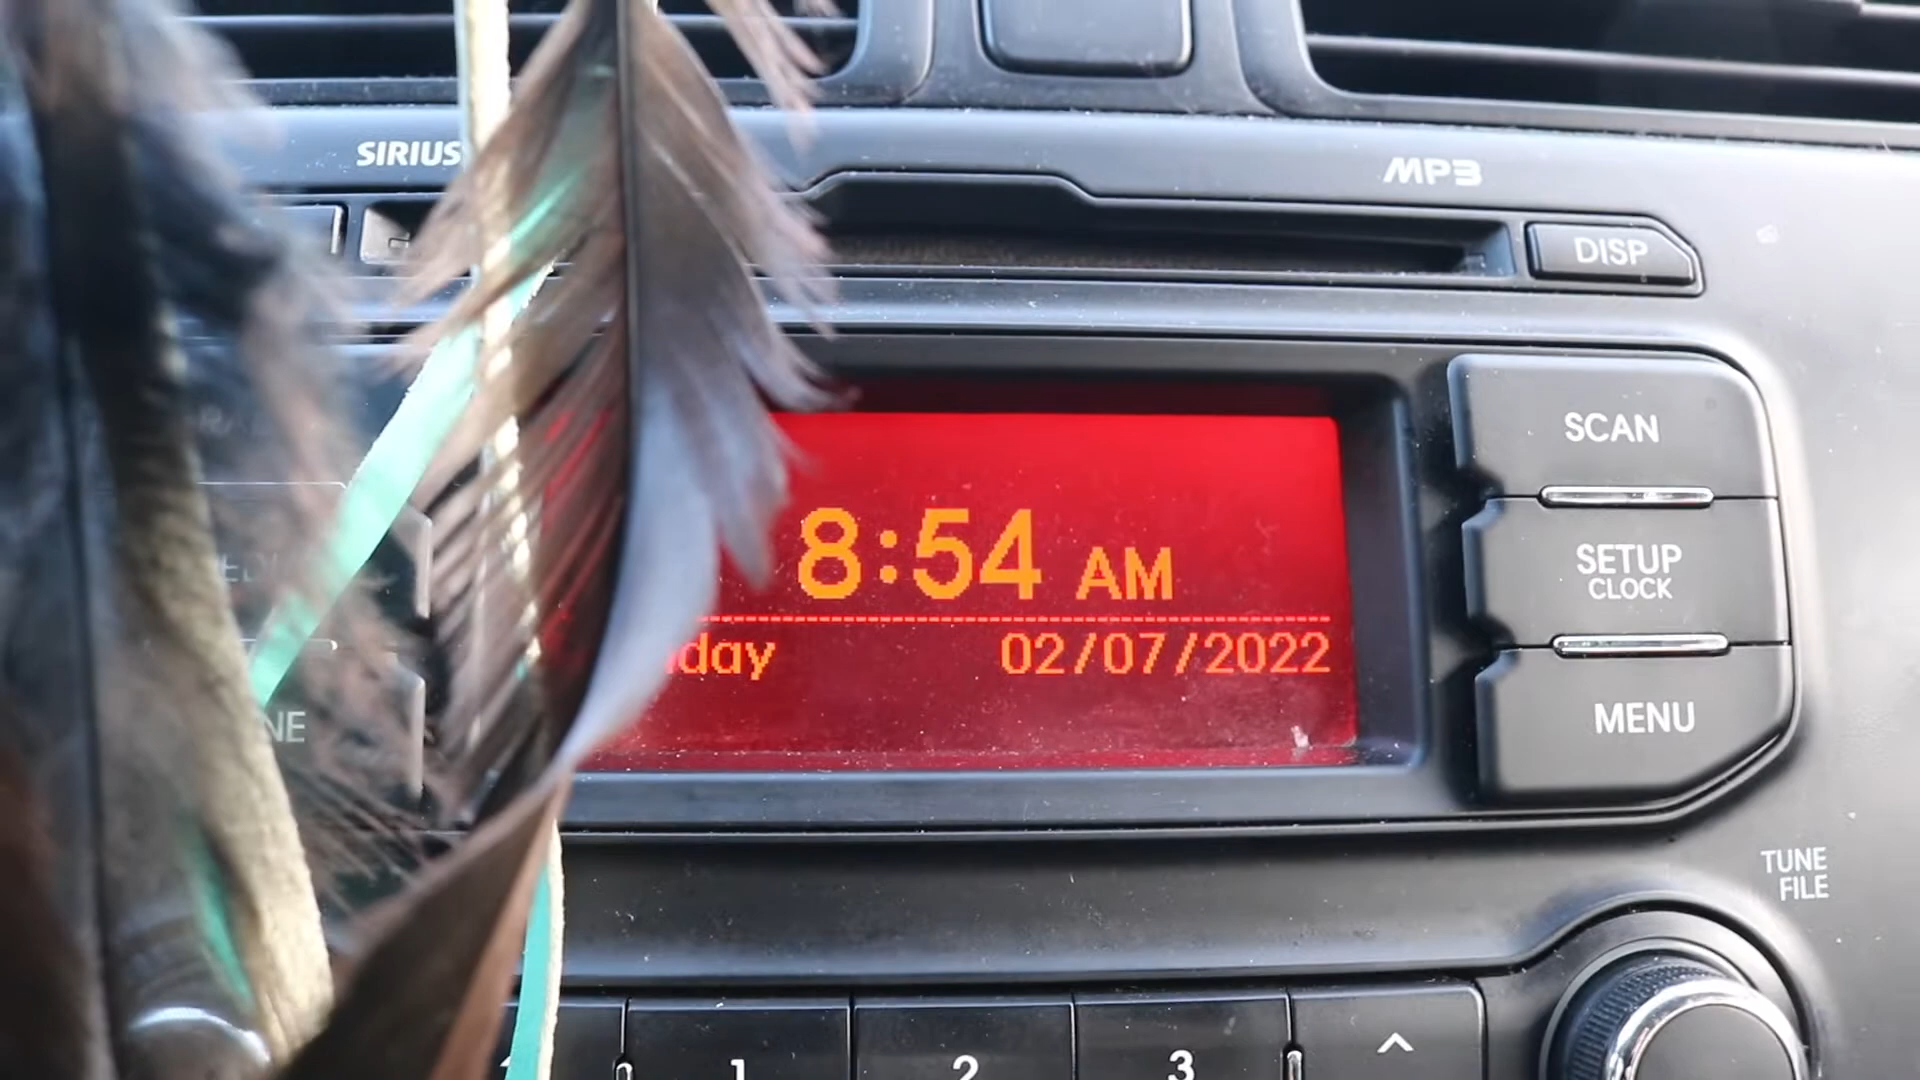 SIRIUS
MP3
DISP
SCAN
8:54 AM
SETUP
CLOCK
day 02/07/2022
MENU
NE
TUNE
FILE
1 2 3 ^